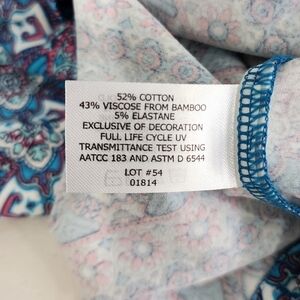 52% COTTON
43% VISCOSE FROM BAMBOO
5% ELASTANE
EXCLUSIVE OF DECORATION
FULL LIFE CYCLE UV
TRANSMITTANCE TEST USING
AATCC 183 AND ASTM D 6544
LOT #54
01814